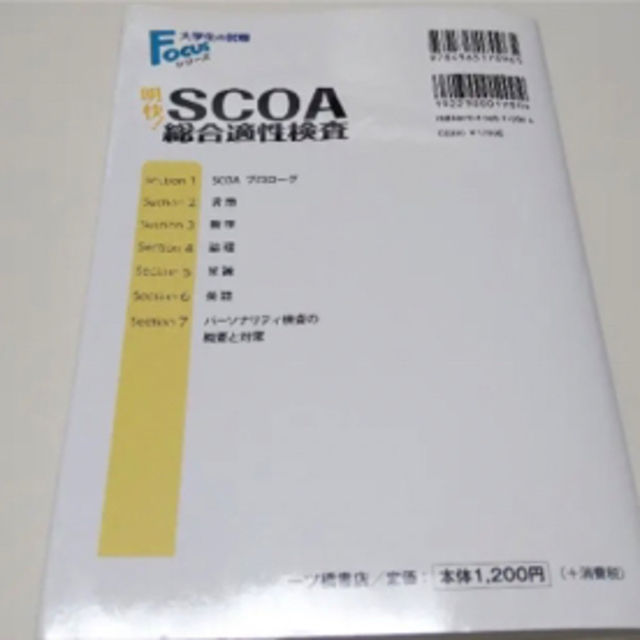 大学生の就職
Focus
シリーズ
明快!
SCOA
総合適性検査
Section 1 SCOA プロローグ
Section 2 言語
Section 3 数理
Section 4 論理
Section 5 常識
Section 6 英語
Section 7 パーソナリティ検査の
概要と対策
一ツ橋書店/定価: 本体1,200円 (+消費税)